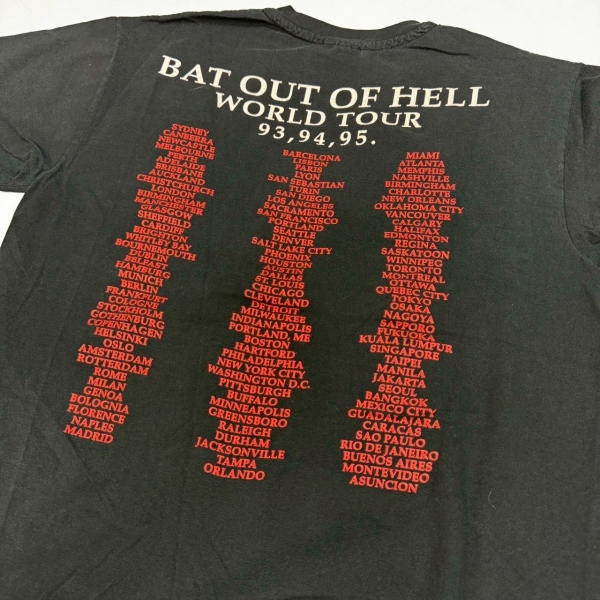 BAT OUT OF HELL
WORLD TOUR
93,94,95.
SYDNEY
CANBERRA
NEWCASTLE
MELBOURNE
PERTH
ADELAIDE
BRISBANE
AUCKLAND
CHRISTCHURCH
LONDON
BIRMINGHAM
MANCHESTER
GLASGOW
SHEFFIELD
CARDIFF
BRIGHTON
WHITLEY BAY
BOURNEMOUTH
DUBLIN
BELFAST
HAMBURG
MUNICH
BERLIN
FRANKFURT
COLOGNE
STOCKHOLM
GOTHENBURG
COPENHAGEN
HELSINKI
OSLO
AMSTERDAM
ROTTERDAM
ROME
MILAN
GENOA
BOLOGNIA
FLORENCE
NAPLES
MADRID
BARCELONA
LISBON
PARIS
LYON
SAN SEBASTIAN
TURIN
SAN DIEGO
LOS ANGELES
SACRAMENTO
SAN FRANCISCO
PORTLAND
SEATTLE
DENVER
SALT LAKE CITY
PHOENIX
HOUSTON
AUSTIN
DALLAS
ST. LOUIS
CHICAGO
CLEVELAND
DETROIT
MILWAUKEE
INDIANAPOLIS
PORTLAND, ME
BOSTON
HARTFORD
PHILADELPHIA
NEW YORK CITY
WASHINGTON D.C.
PITTSBURGH
BUFFALO
MINNEAPOLIS
GREENSBORO
RALEIGH
DURHAM
JACKSONVILLE
TAMPA
ORLANDO
MIAMI
ATLANTA
MEMPHIS
NASHVILLE
BIRMINGHAM
CHARLOTTE
NEW ORLEANS
OKLAHOMA CITY
VANCOUVER
CALGARY
HALIFAX
EDMONTON
REGINA
SASKATOON
WINNIPEG
TORONTO
MONTREAL
OTTAWA
QUEBEC CITY
TOKYO
OSAKA
NAGOYA
SAPPORO
FUKUOKA
KUALA LUMPUR
SINGAPORE
TAIPEI
MANILA
JAKARTA
SEOUL
BANGKOK
MEXICO CITY
GUADALAJARA
CARACAS
SAO PAULO
RIO DE JANEIRO
BUENOS AIRES
MONTEVIDEO
ASUNCION